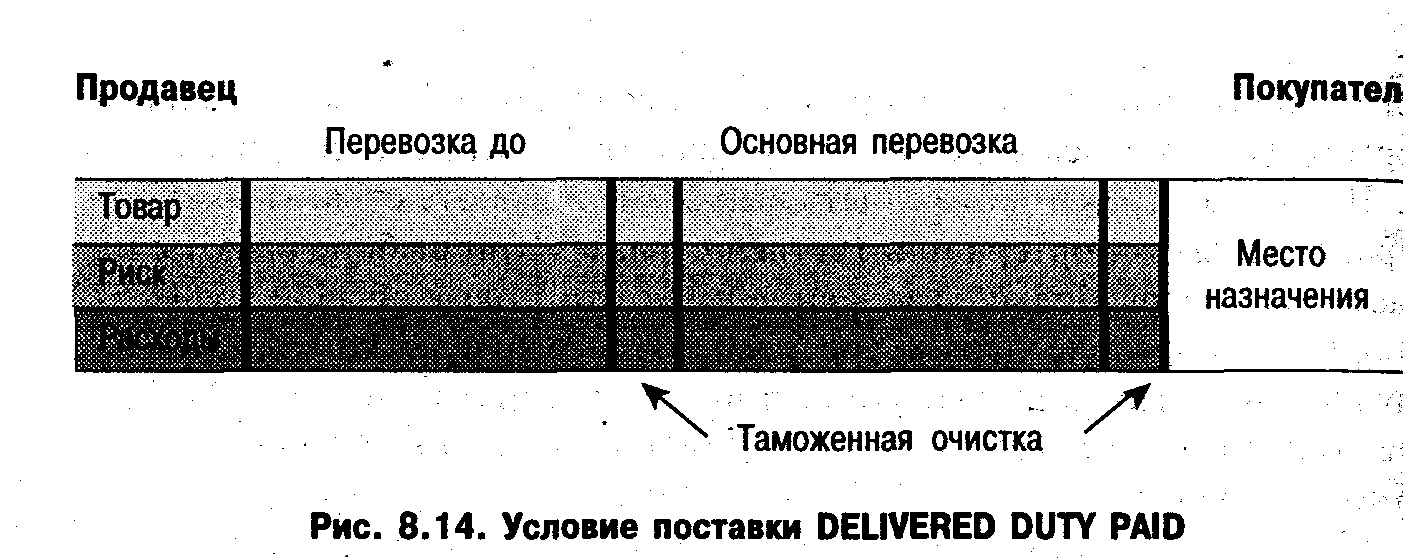 Продавец
Покупател
Перевозка до
Основная перевозка
Товар
Риск
Расходы
Место
назначения
Таможенная очистка
Рис. 8.14. Условие поставки DELIVERED DUTY PAID